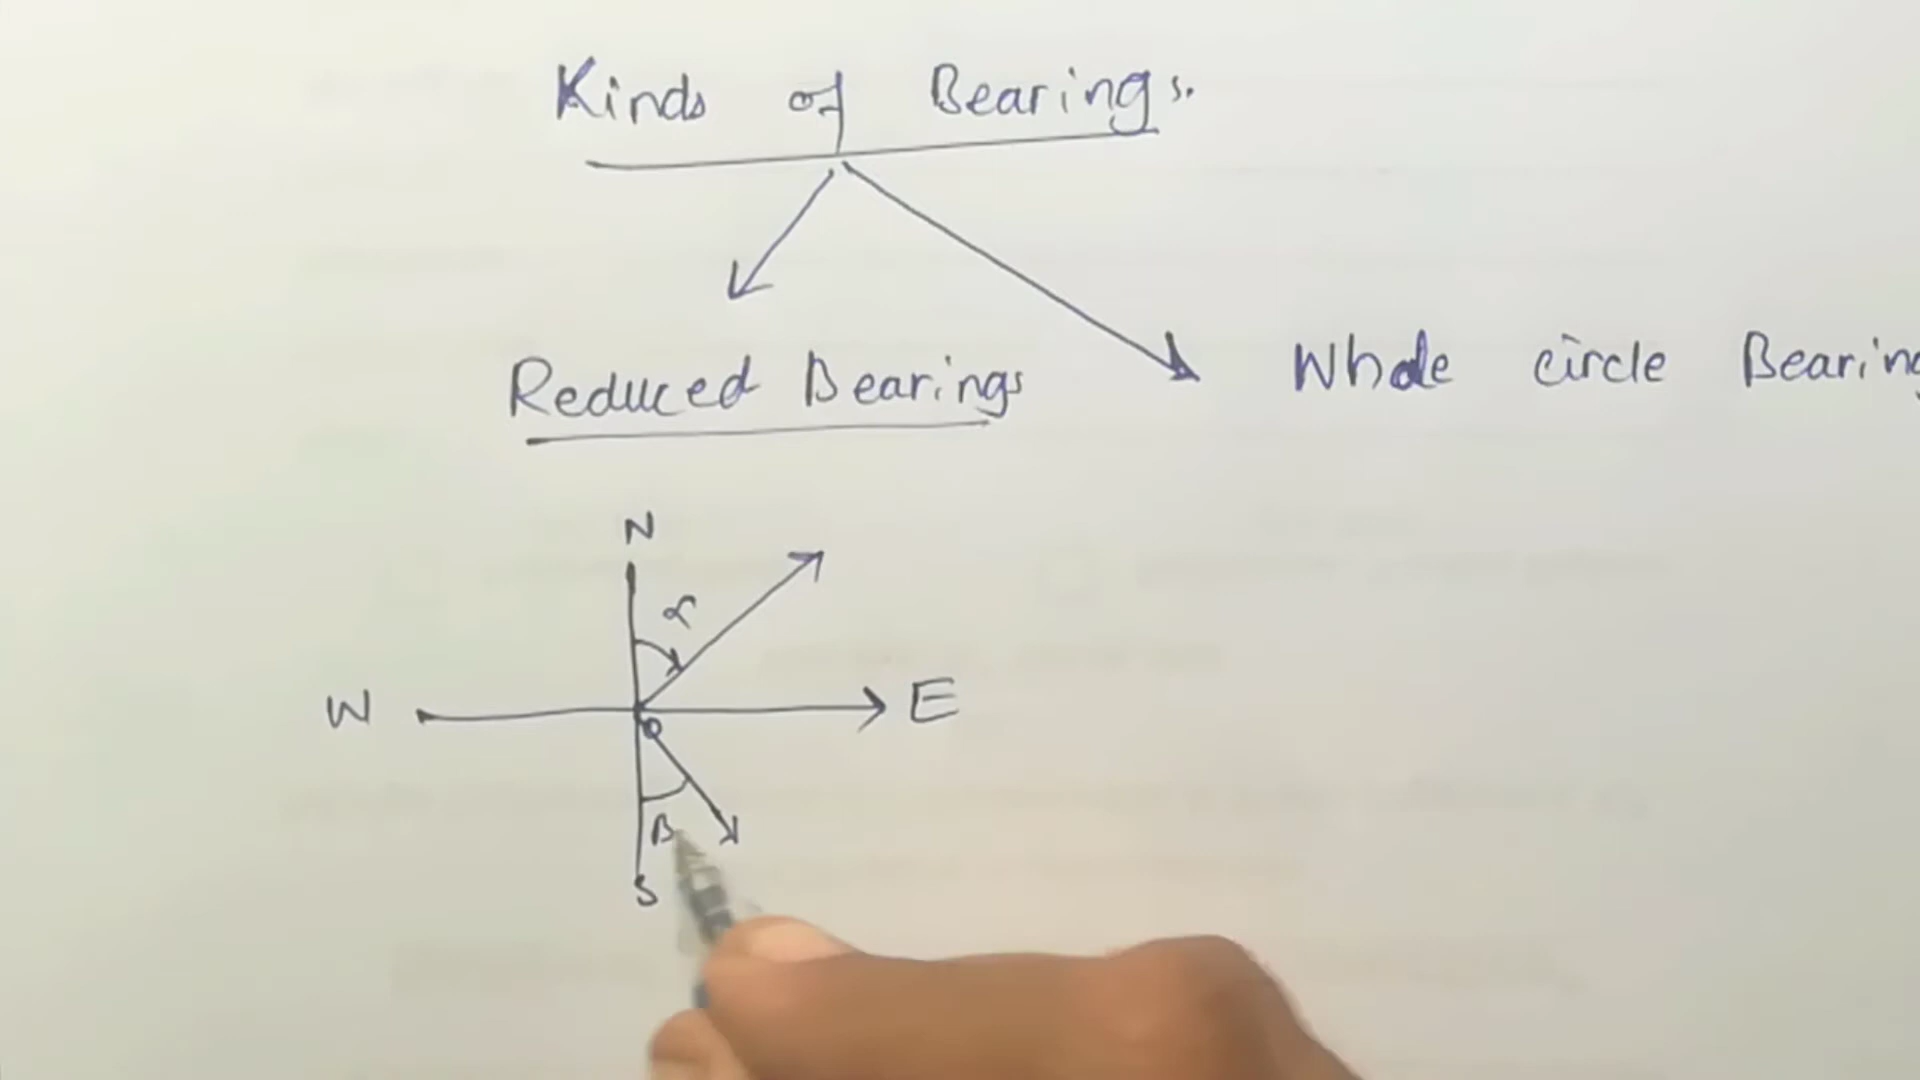 Kinds of Bearings.
Reduced Bearings
Whole circle Bearing
N
α
W E
O
B
S